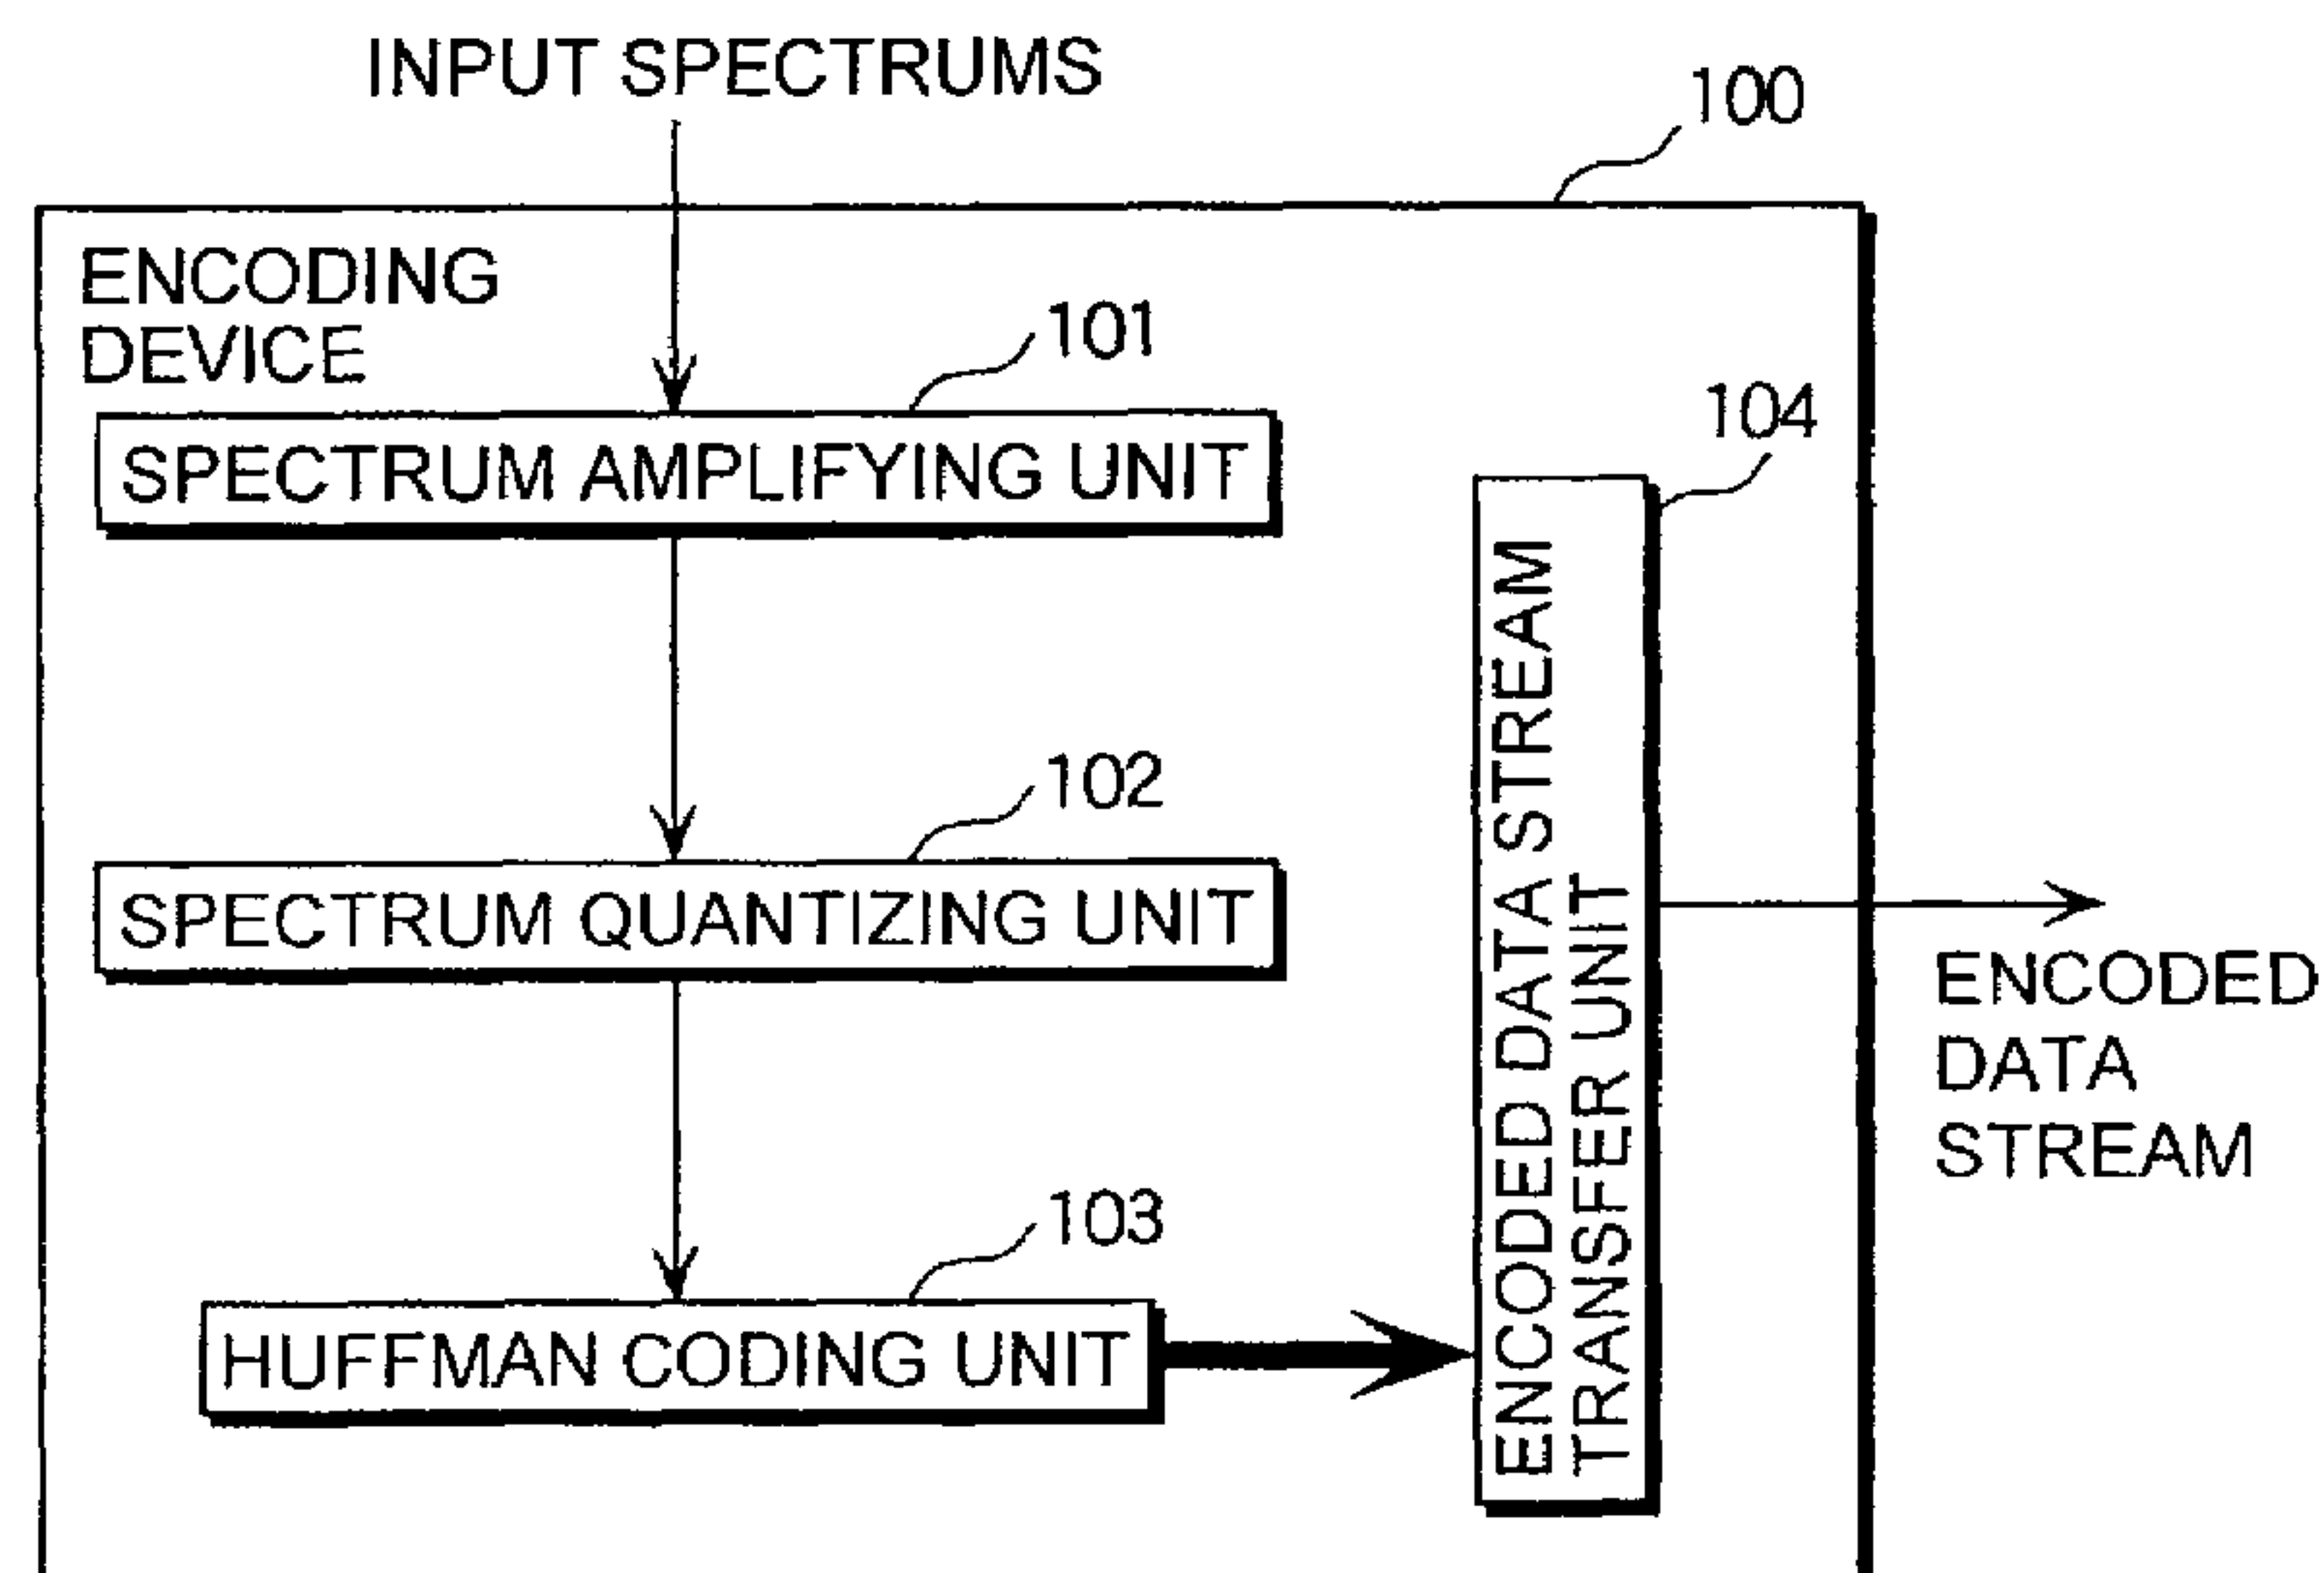 INPUT SPECTRUMS
100
ENCODING
DEVICE
101
SPECTRUM AMPLIFYING UNIT
104
102
SPECTRUM QUANTIZING UNIT
ENCODED DATA STREAM
TRANSFER UNIT
ENCODED
DATA
STREAM
103
HUFFMAN CODING UNIT